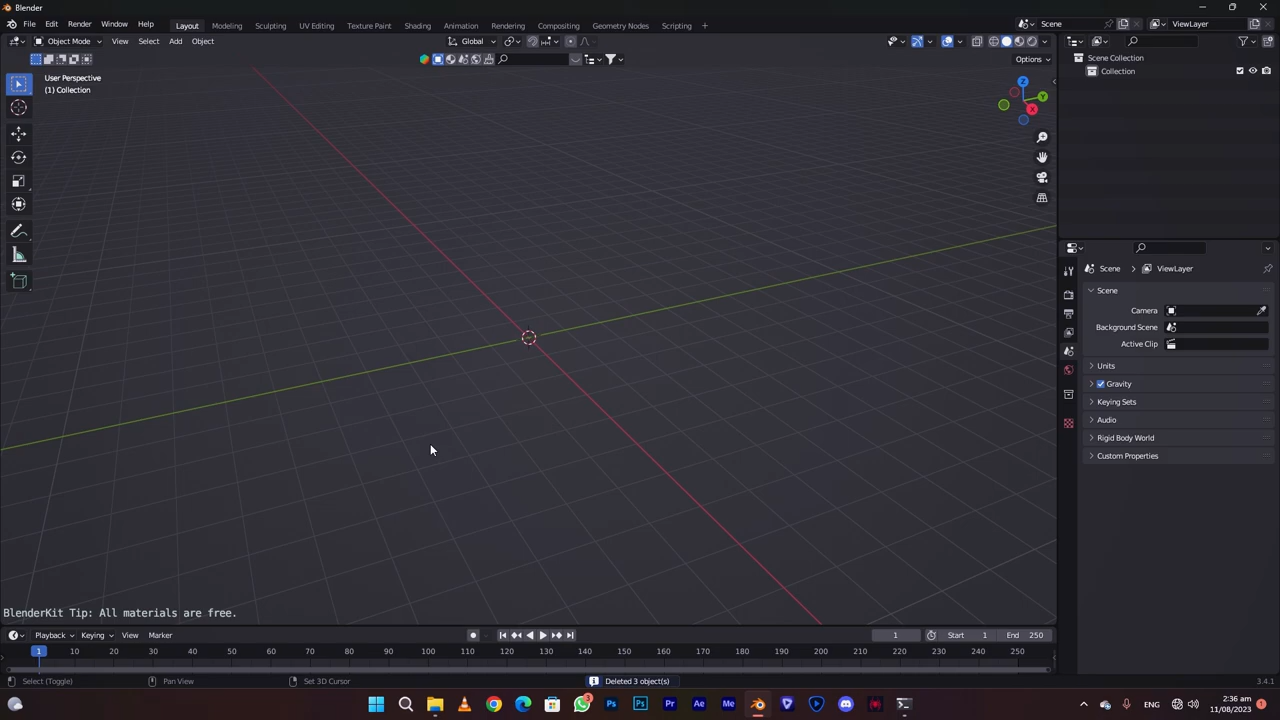 Blender
File Edit Render Window Help Layout Modeling Sculpting UV Editing Texture Paint Shading Animation Rendering Compositing Geometry Nodes Scripting + Scene ViewLayer
Object Mode View Select Add Object Global
Options
User Perspective
(1) Collection
Z
Y
X
Scene Collection
Collection
Scene ViewLayer
Scene
Camera
Background Scene
Active Clip
Units
Gravity
Keying Sets
Audio
Rigid Body World
Custom Properties
BlenderKit Tip: All materials are free.
Playback Keying View Marker 1 Start 1 End 250
1 10 20 30 40 50 60 70 80 90 100 110 120 130 140 150 160 170 180 190 200 210 220 230 240 250
Select (Toggle) Pan View Set 3D Cursor Deleted 3 object(s) 3.4.1
3 Ps Ps Pr Ae Me ENG 2:36 am
11/08/2023